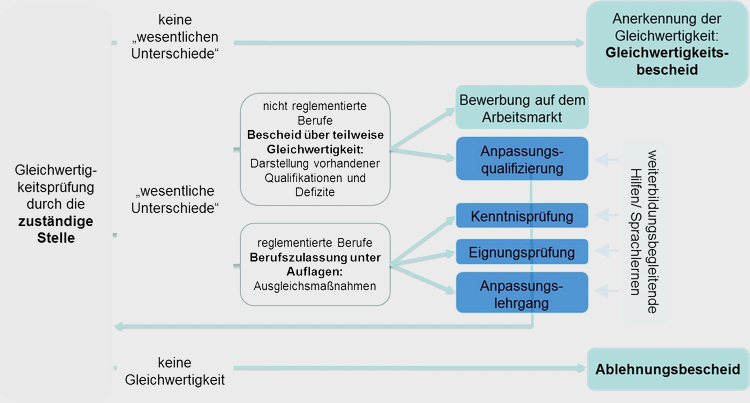 keine
„wesentlichen
Unterschiede“
Anerkennung der
Gleichwertigkeit:
Gleichwertigkeits-
bescheid
Gleichwertig-
keitsprüfung
durch die
zuständige
Stelle
„wesentliche
Unterschiede“
nicht reglementierte
Berufe
Bescheid über teilweise
Gleichwertigkeit:
Darstellung vorhandener
Qualifikationen und
Defizite
Bewerbung auf dem
Arbeitsmarkt
Anpassungs-
qualifizierung
reglementierte Berufe
Berufszulassung unter
Auflagen:
Ausgleichsmaßnahmen
Kenntnisprüfung
Eignungsprüfung
Anpassungs-
lehrgang
weiterbildungsbegleitende
Hilfen/ Sprachlernen
keine
Gleichwertigkeit
Ablehnungsbescheid